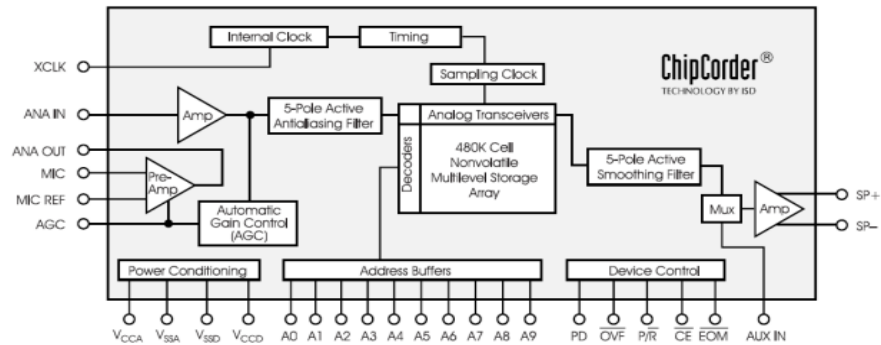 Internal Clock
Timing
XCLK
Sampling Clock
ChipCorder®
TECHNOLOGY BY ISD
ANA IN
Amp
5-Pole Active
Antialiasing Filter
Decoders
Analog Transceivers
480K Cell
Nonvolatile
Multilevel Storage
Array
ANA OUT
MIC
MIC REF
AGC
Pre-
Amp
Automatic
Gain Control
(AGC)
5-Pole Active
Smoothing Filter
Mux
Amp
SP+
SP–
Power Conditioning
Address Buffers
Device Control
VCCA VSSA VSSD VCCD A0 A1 A2 A3 A4 A5 A6 A7 A8 A9 PD O̅V̅F̅ P/R̅ C̅E̅ E̅O̅M̅ AUX IN